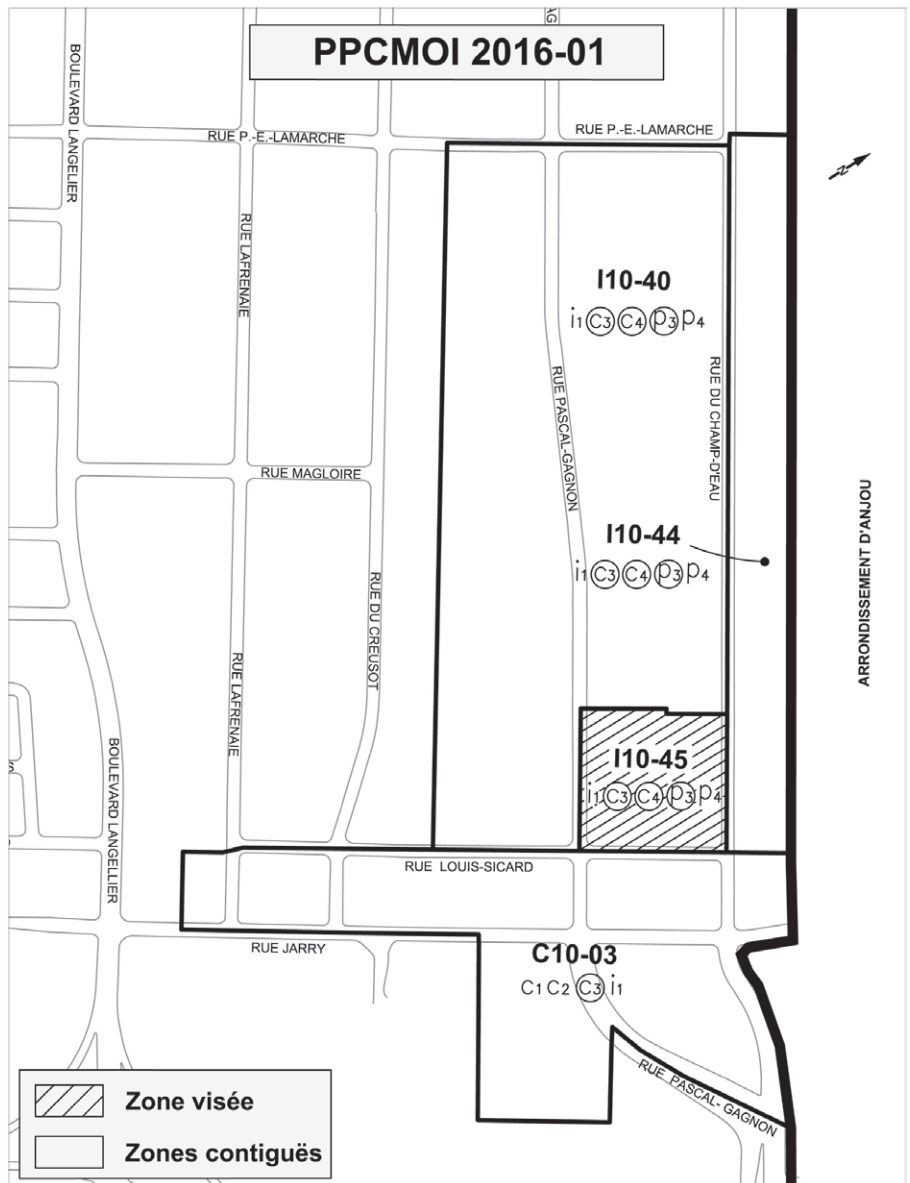 AG
PPCMOI 2016-01
BOULEVARD LANGELIER
RUE P.-E.-LAMARCHE
RUE P.-E.-LAMARCHE
N
RUE LAFRENAIE
I10-40
i1 C3 C4 p3 p4
RUE PASCAL-GAGNON
RUE DU CHAMP-D'EAU
RUE MAGLOIRE
ARRONDISSEMENT D'ANJOU
I10-44
i1 C3 C4 p3 p4
RUE DU CREUSOT
RUE LAFRENAIE
BOULEVARD LANGELLIER
S
I10-45
i1 C3 C4 p3 p4
RUE LOUIS-SICARD
RUE JARRY
C10-03
C1 C2 C3 i1
RUE PASCAL- GAGNON
Zone visée
Zones contiguës